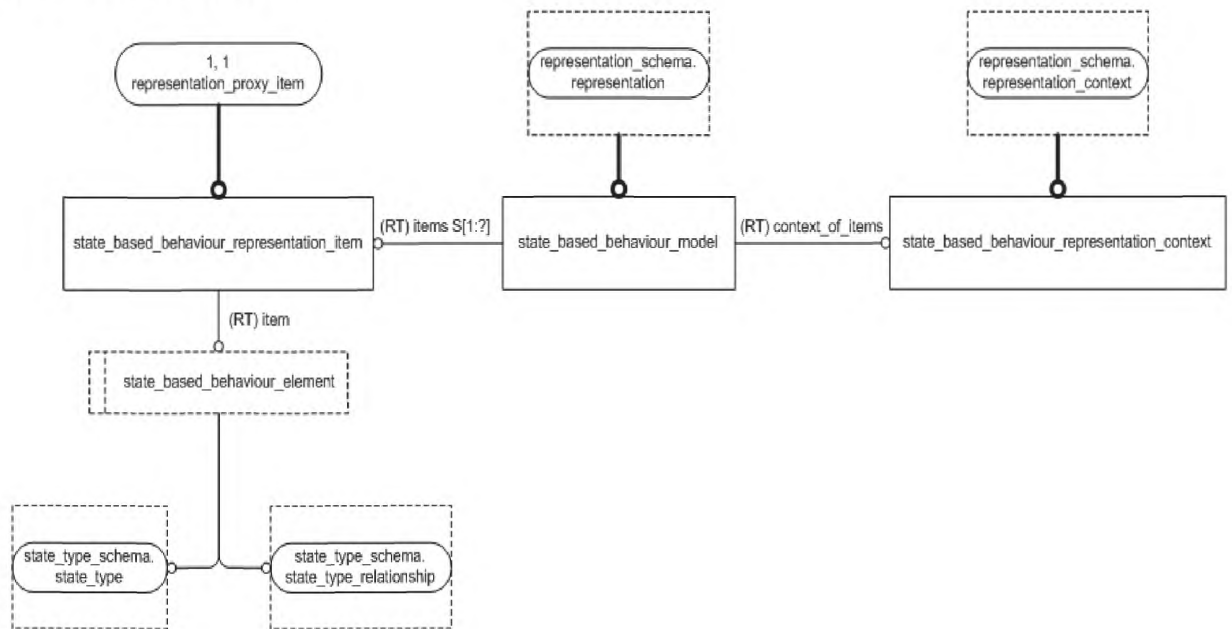 1, 1
representation_proxy_item
representation_schema.
representation
representation_schema.
representation_context
state_based_behaviour_representation_item
(RT) items S[1:?]
state_based_behaviour_model
(RT) context_of_items
state_based_behaviour_representation_context
(RT) item
state_based_behaviour_element
state_type_schema.
state_type
state_type_schema.
state_type_relationship